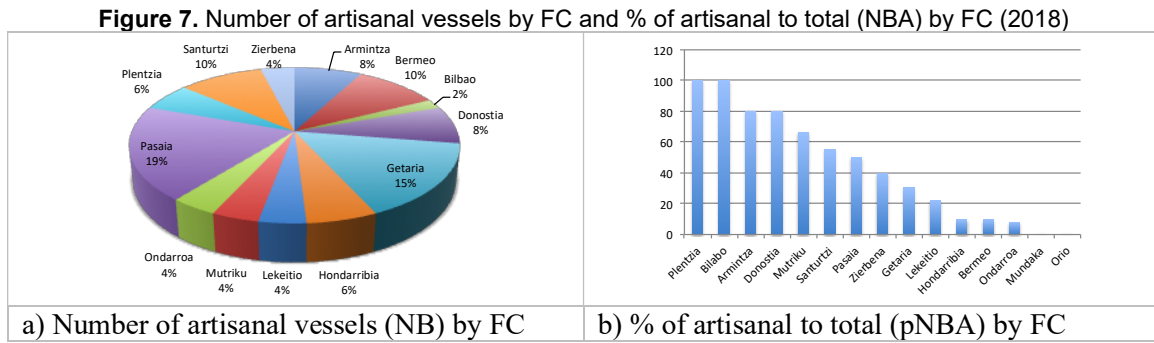 Figure 7. Number of artisanal vessels by FC and % of artisanal to total (NBA) by FC (2018)
Santurtzi
10%
Zierbena
4%
Armintza
8%
Bermeo
10%
Bilbao
2%
Donostia
8%
Getaria
15%
Hondarribia
6%
Lekeitio
4%
Mutriku
4%
Ondarroa
4%
Pasaia
19%
Plentzia
6%
120
100
80
60
40
20
0
Plentzia
Bilabo
Armintza
Donostia
Mutriku
Santurtzi
Pasaia
Zierbena
Getaria
Lekeitio
Hondarribia
Bermeo
Ondarroa
Mundaka
Orio
a) Number of artisanal vessels (NB) by FC
b) % of artisanal to total (pNBA) by FC